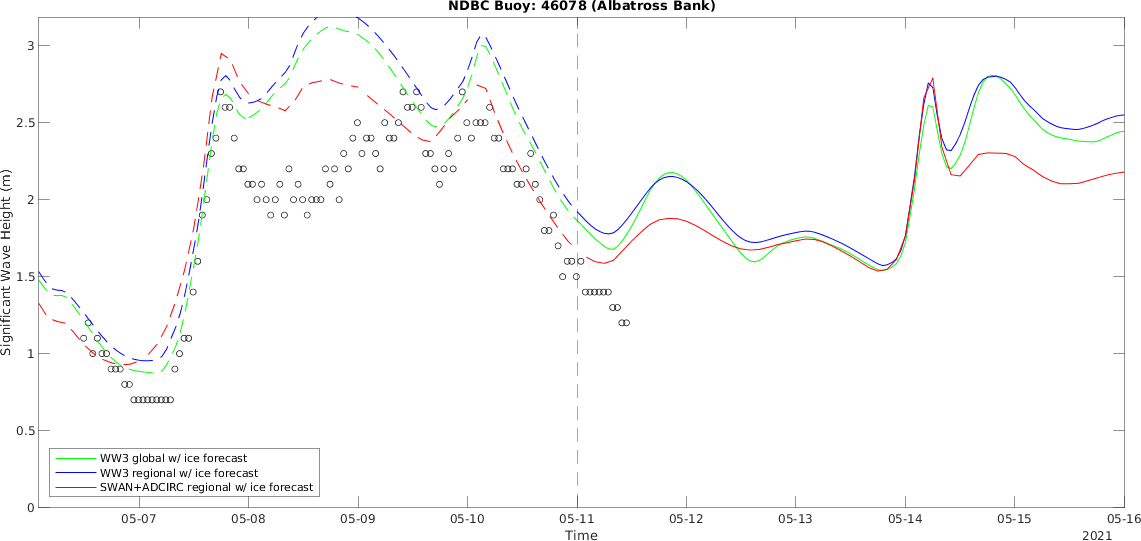 NDBC Buoy: 46078 (Albatross Bank)
3
2.5
2
1.5
1
0.5
0
Significant Wave Height (m)
WW3 global w/ ice forecast
WW3 regional w/ ice forecast
SWAN+ADCIRC regional w/ ice forecast
05-07 05-08 05-09 05-10 05-11 05-12 05-13 05-14 05-15 05-16
Time
2021